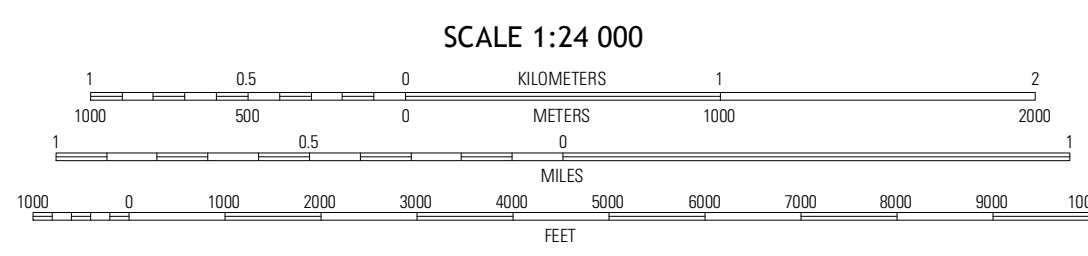 SCALE 1:24 000
1 0.5 0 KILOMETERS 1 2
1000 500 0 METERS 1000 2000
1 0.5 0 1
MILES
1000 0 1000 2000 3000 4000 5000 6000 7000 8000 9000
FEET